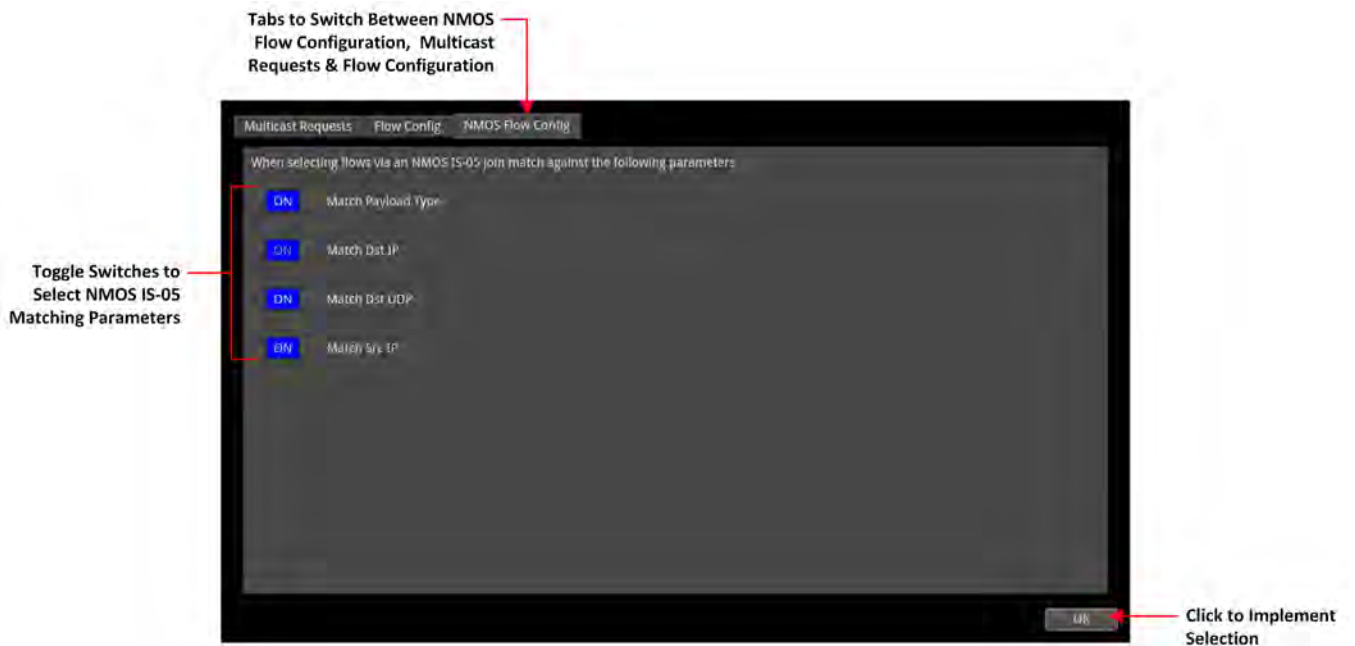 Tabs to Switch Between NMOS
Flow Configuration, Multicast
Requests & Flow Configuration
Multicast Requests Flow Config NMOS Flow Config
When selecting flows via an NMOS IS-05 join match against the following parameters
ON Match Payload Type
ON Match Dst IP
ON Match Dst UDP
ON Match Src IP
Toggle Switches to
Select NMOS IS-05
Matching Parameters
OK
Click to Implement
Selection